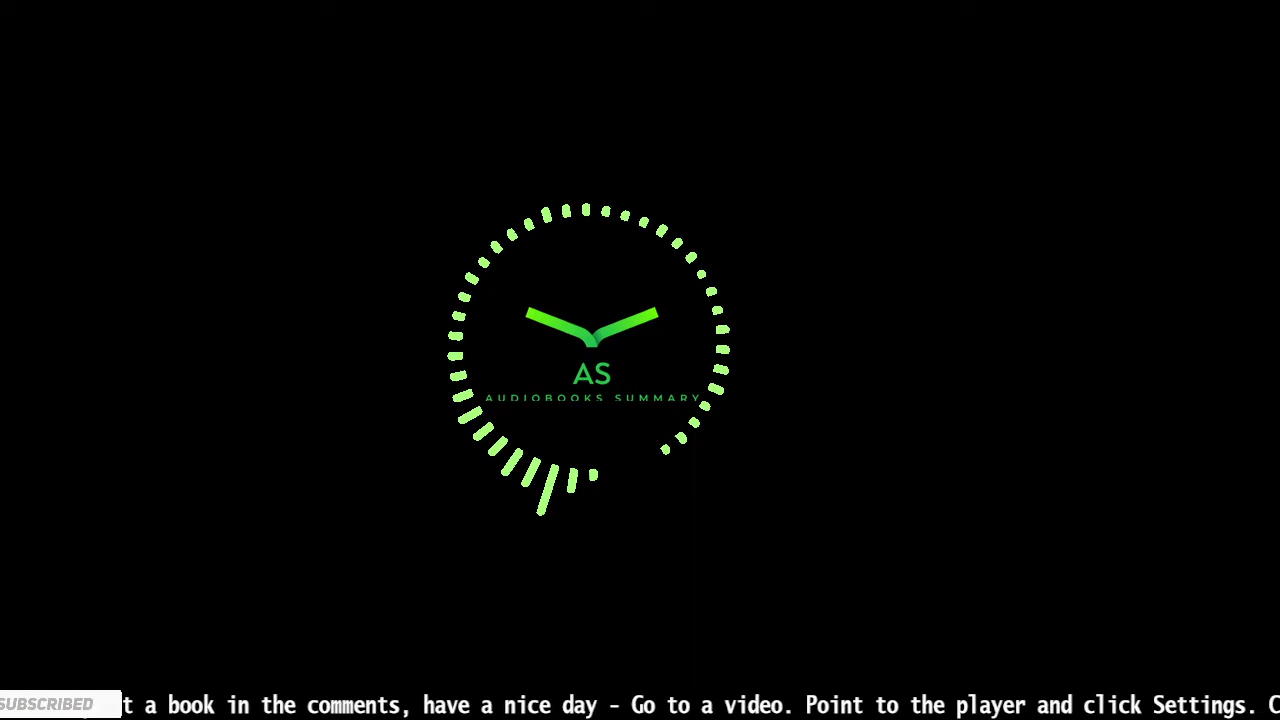 AS
AUDIOBOOKS SUMMARY
SUBSCRIBED
a book in the comments, have a nice day - Go to a video. Point to the player and click Settings.